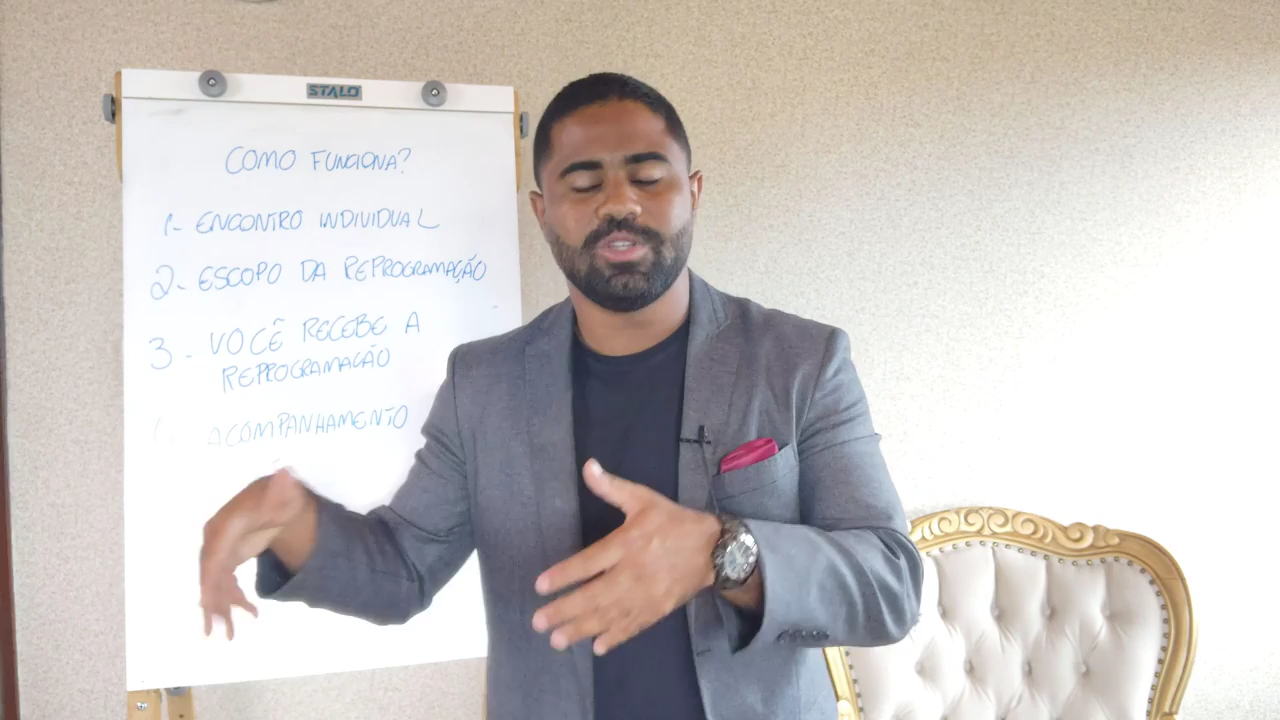 STALO
COMO FUNCIONA?
1- ENCONTRO INDIVIDUAL
2- ESCOPO DA REPROGRAMAÇÃO
3 - VOCÊ RECEBE A
REPROGRAMAÇÃO
ACOMPANHAMENTO